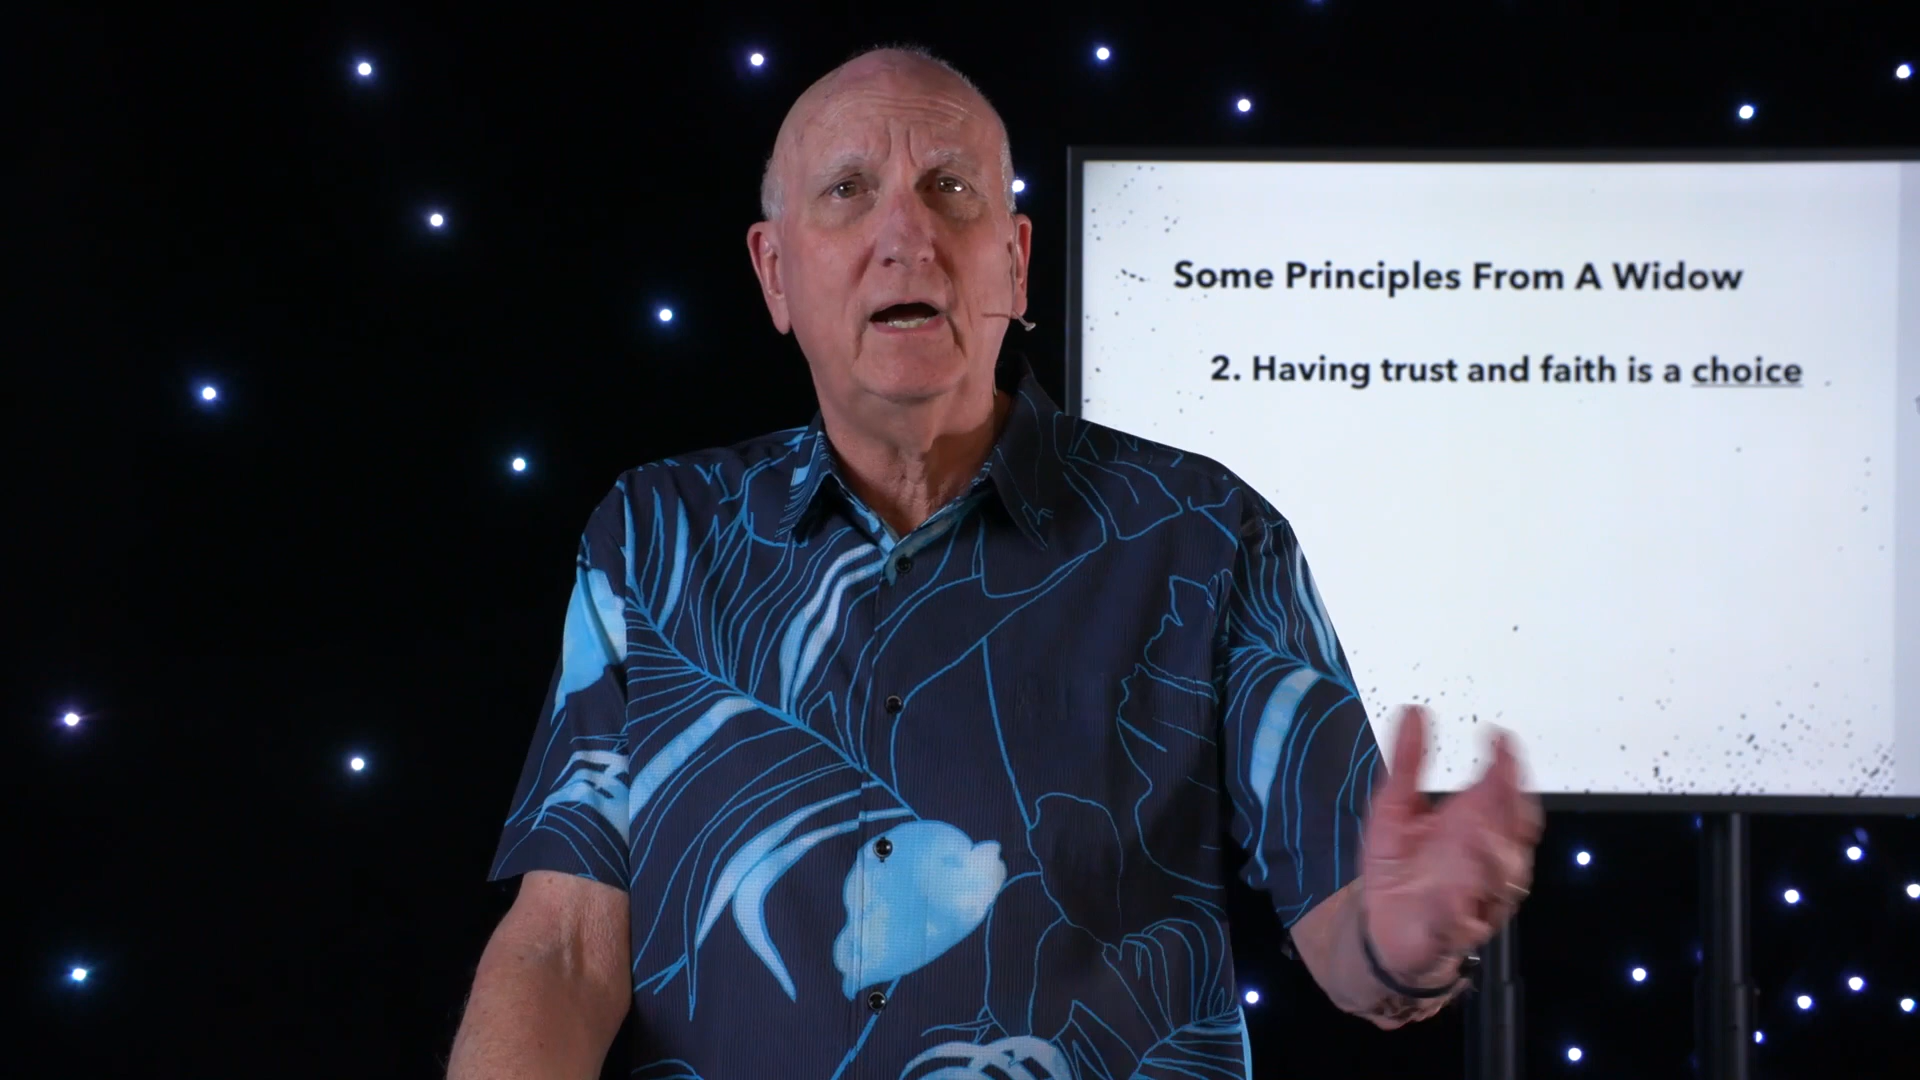 Some Principles From A Widow
2. Having trust and faith is a choice